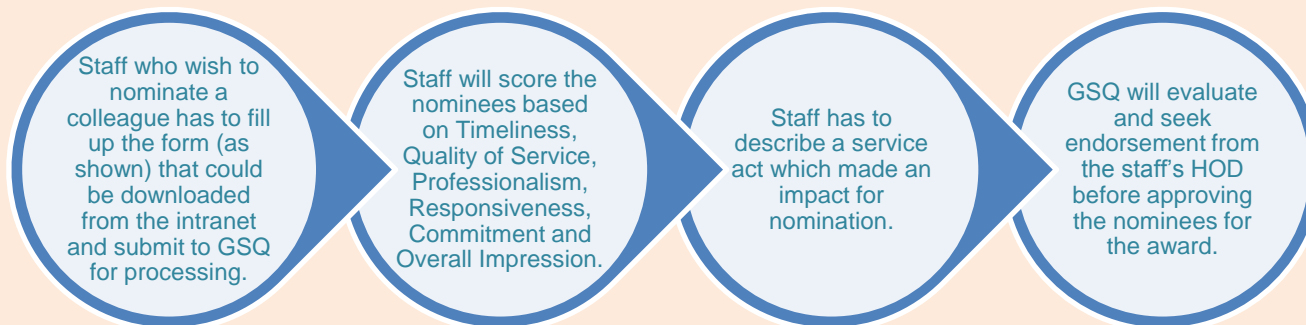 Staff who wish to
nominate a
colleague has to fill
up the form (as
shown) that could
be downloaded
from the intranet
and submit to GSQ
for processing.
Staff will score the
nominees based
on Timeliness,
Quality of Service,
Professionalism,
Responsiveness,
Commitment and
Overall Impression.
Staff has to
describe a service
act which made an
impact for
nomination.
GSQ will evaluate
and seek
endorsement from
the staff's HOD
before approving
the nominees for
the award.